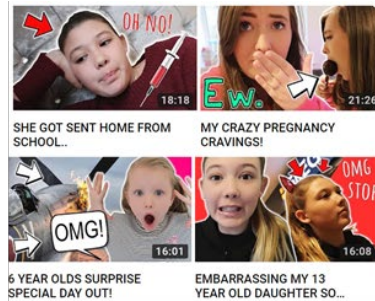 OH NO!
18:18
Ew.
21:26
SHE GOT SENT HOME FROM
SCHOOL..
MY CRAZY PREGNANCY
CRAVINGS!
OMG!
16:01
OMG
STOP
16:08
6 YEAR OLDS SURPRISE
SPECIAL DAY OUT!
EMBARRASSING MY 13
YEAR OLD DAUGHTER SO...